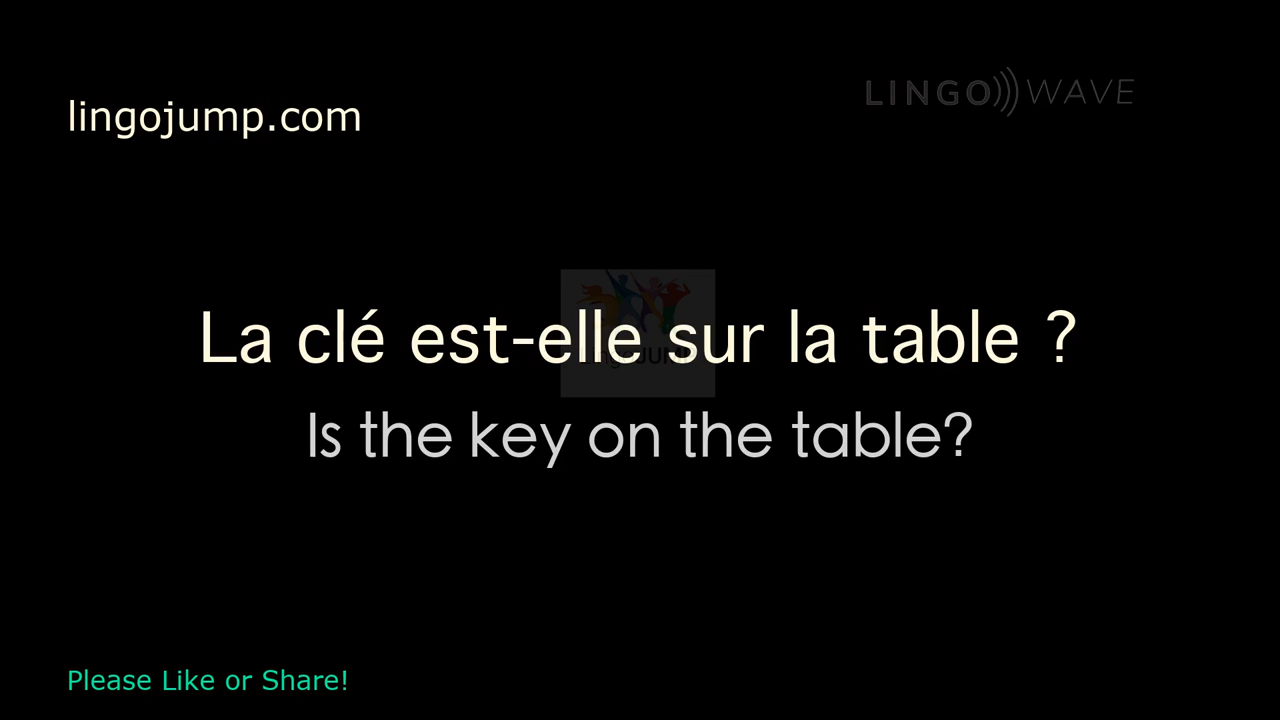 lingojump.com
LINGO WAVE
La clé est-elle sur la table ?
Is the key on the table?
Please Like or Share!